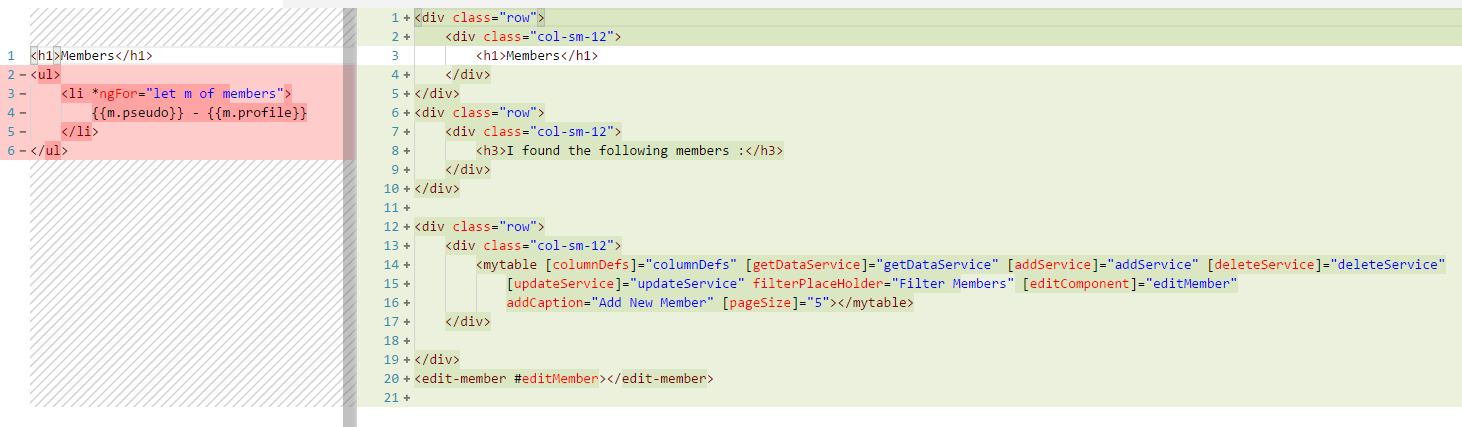 1 <h1>Members</h1>
2 - <ul>
3 -     <li *ngFor="let m of members">
4 -         {{m.pseudo}} - {{m.profile}}
5 -     </li>
6 - </ul>
1 + <div class="row">
2 +     <div class="col-sm-12">
3         <h1>Members</h1>
4 +     </div>
5 + </div>
6 + <div class="row">
7 +     <div class="col-sm-12">
8 +         <h3>I found the following members :</h3>
9 +     </div>
10 + </div>
11 +
12 + <div class="row">
13 +     <div class="col-sm-12">
14 +         <mytable [columnDefs]="columnDefs" [getDataService]="getDataService" [addService]="addService" [deleteService]="deleteService"
15 +             [updateService]="updateService" filterPlaceHolder="Filter Members" [editComponent]="editMember"
16 +             addCaption="Add New Member" [pageSize]="5"></mytable>
17 +     </div>
18 +
19 + </div>
20 + <edit-member #editMember></edit-member>
21 +